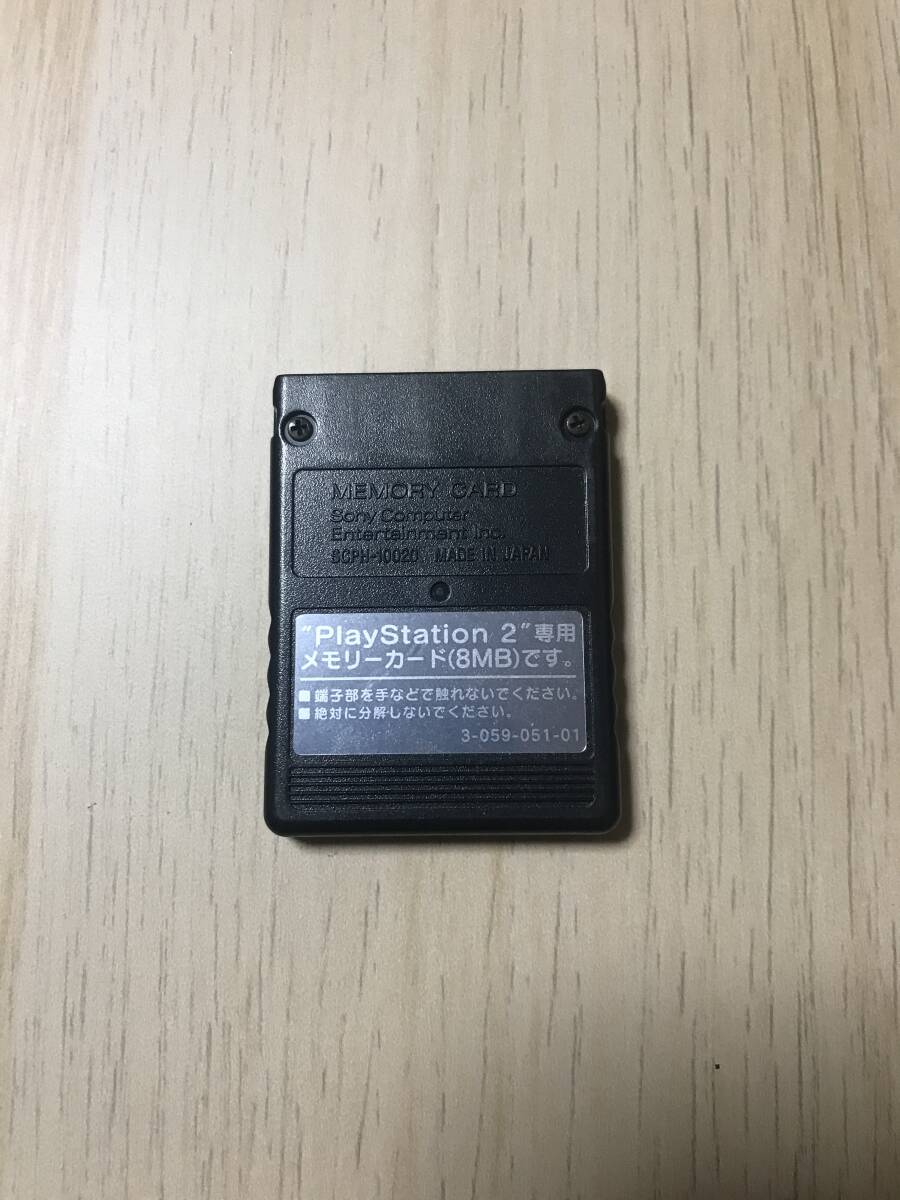 MEMORY CARD
Sony Computer
Entertainment Inc.
SCPH-10020 MADE IN JAPAN
"PlayStation 2"専用
メモリーカード(8MB)です。
■端子部を手などで触れないでください。
■絶対に分解しないでください。
3-059-051-01